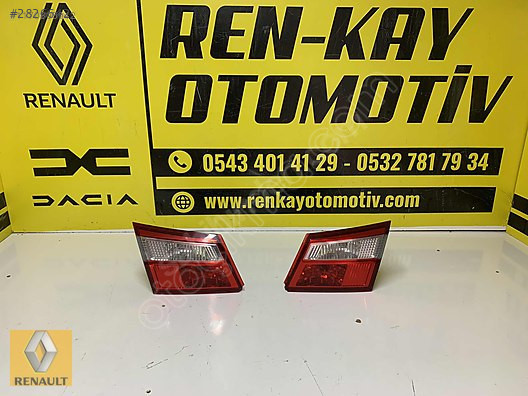 REN-KAY
OTOMOTİV
RENAULT
DACIA
0543 401 41 29 - 0532 781 79 34
www.renkayotomotiv.com
RENAULT